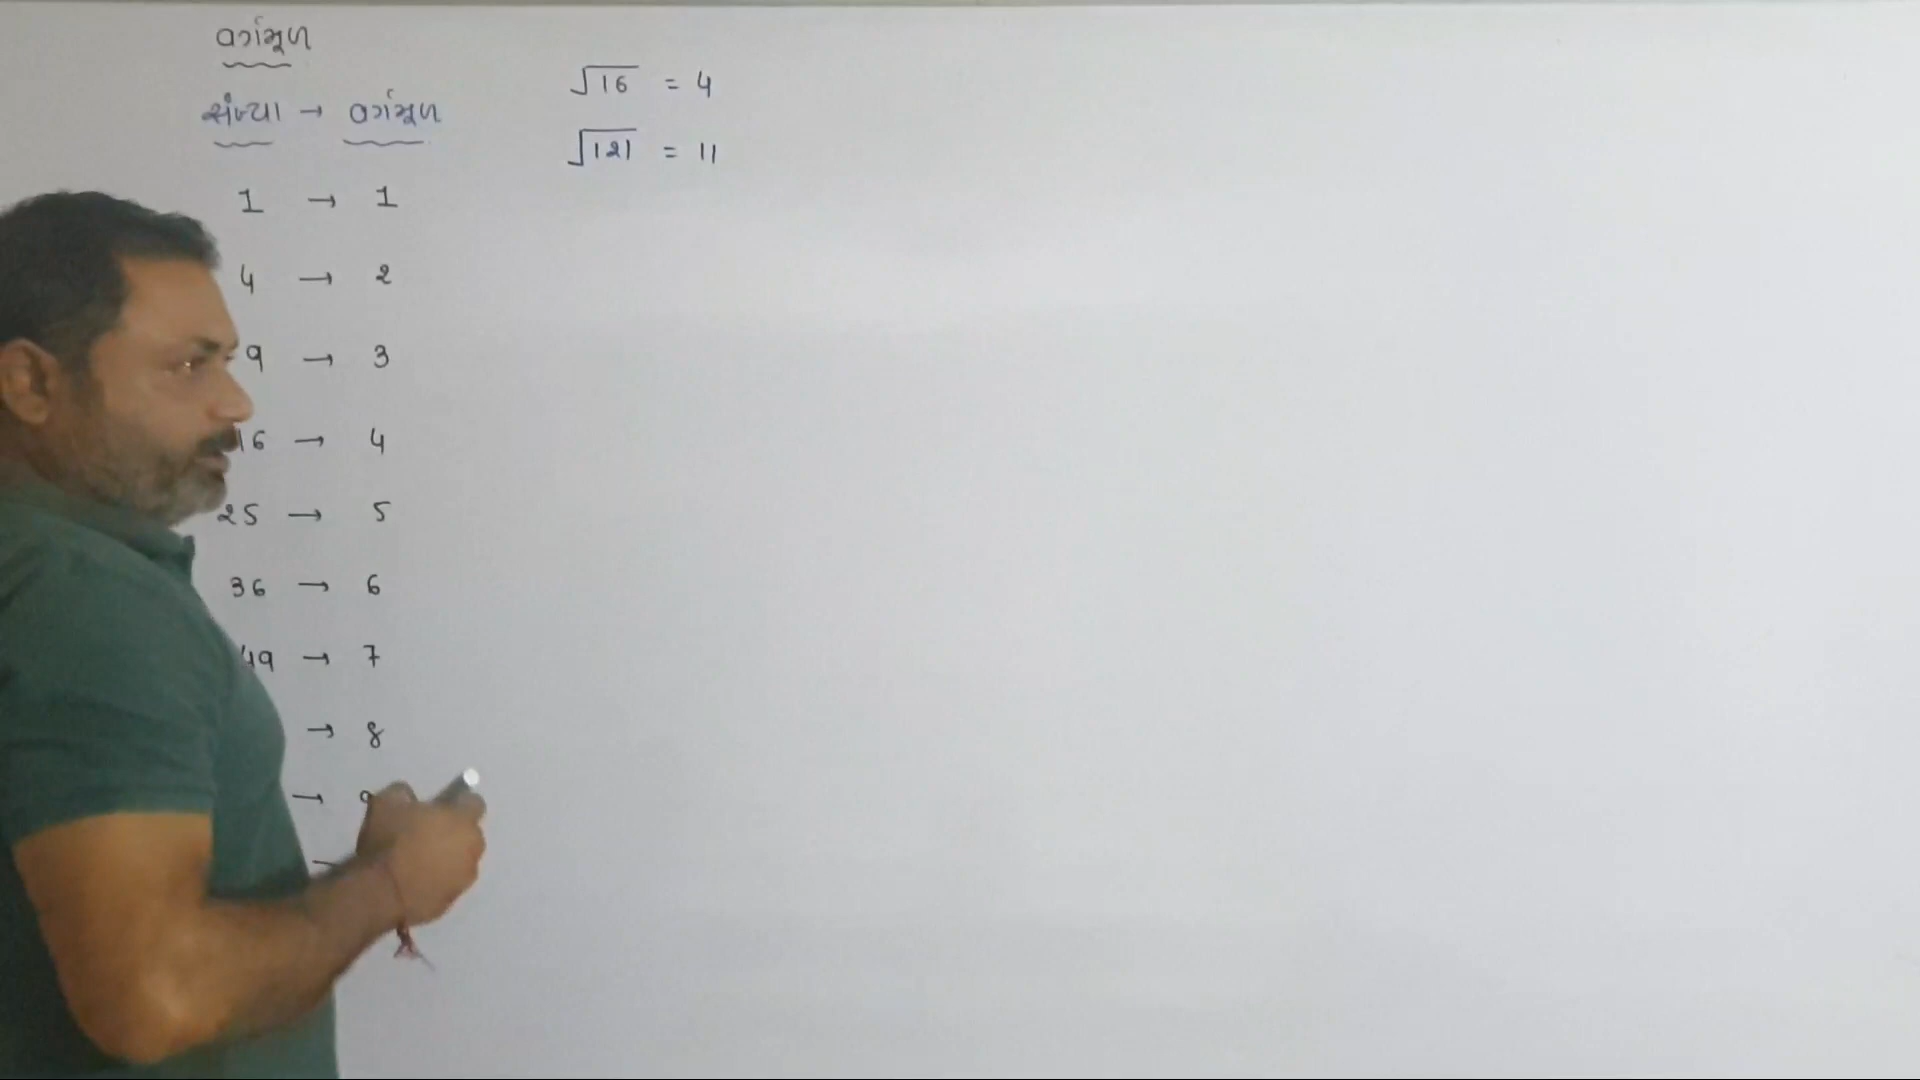 વર્ગમૂળ
સંખ્યા → વર્ગમૂળ
1 → 1
4 → 2
9 → 3
16 → 4
25 → 5
36 → 6
49 → 7
→ 8
→ 9
→
√16 = 4
√121 = 11